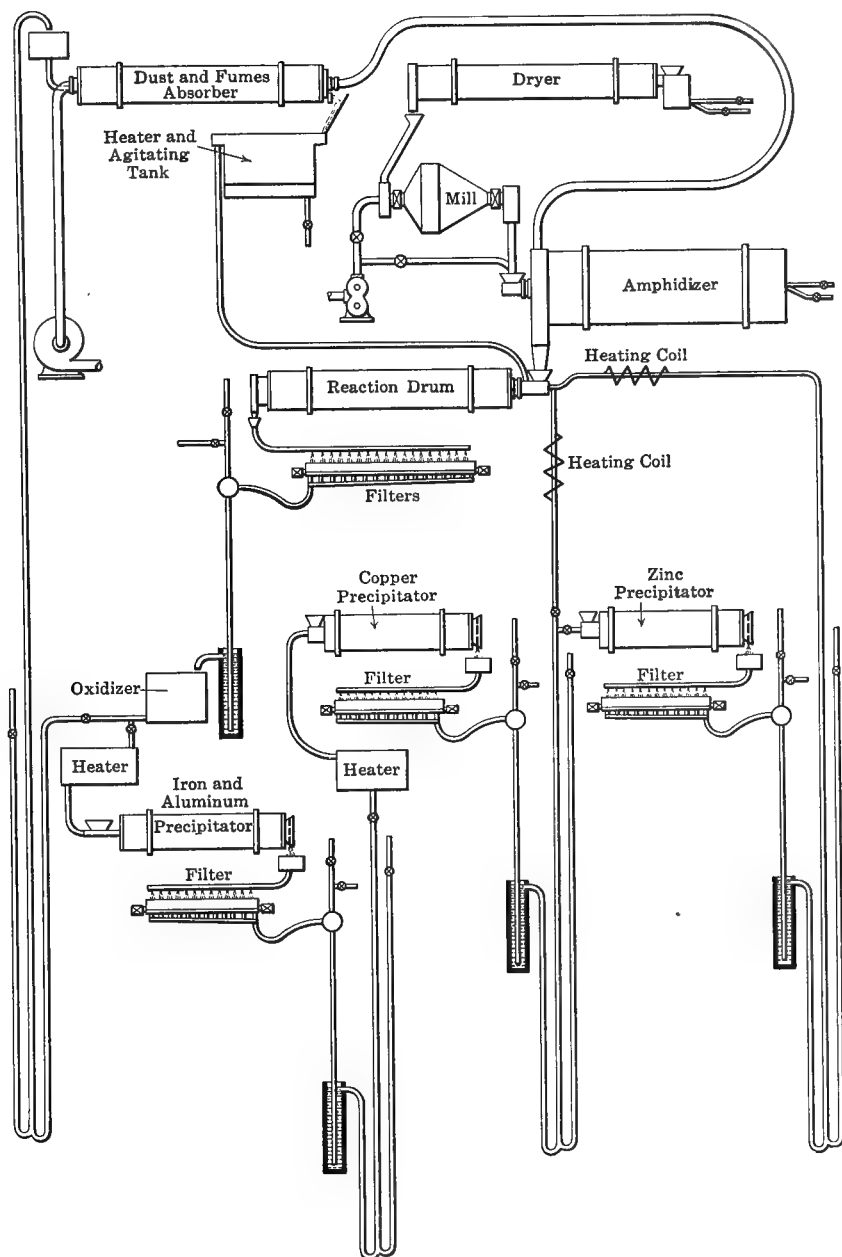 Dust and Fumes
Absorber
Dryer
Heater and
Agitating
Tank
Mill
Amphidizer
Heating Coil
Reaction Drum
Heating Coil
Filters
Copper
Precipitator
Zinc
Precipitator
Oxidizer
Filter
Filter
Heater
Heater
Iron and
Aluminum
Precipitator
Filter